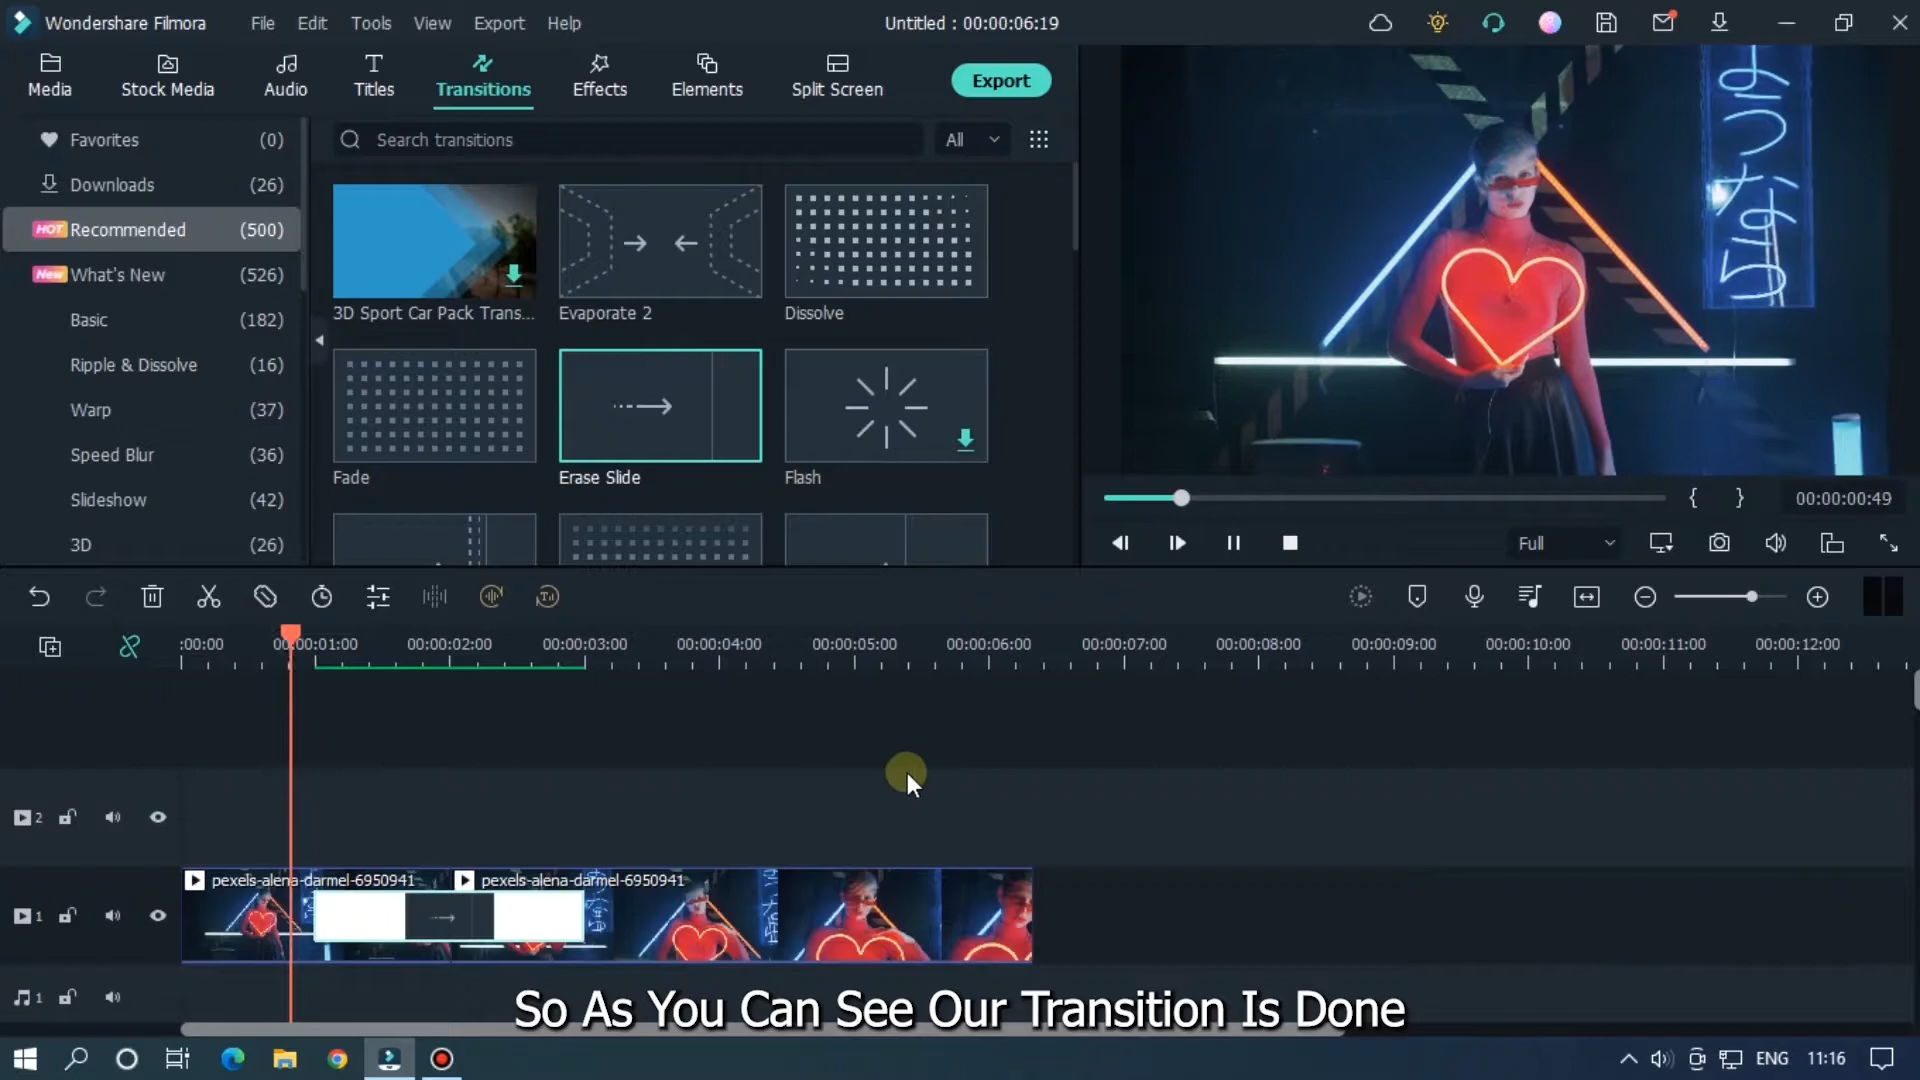 Wondershare Filmora File Edit Tools View Export Help Untitled : 00:00:06:19
Media Stock Media Audio Titles Transitions Effects Elements Split Screen Export
Favorites (0)
Downloads (26)
HOT Recommended (500)
New What's New (526)
Basic (182)
Ripple & Dissolve (16)
Warp (37)
Speed Blur (36)
Slideshow (42)
3D (26)
Search transitions All
3D Sport Car Pack Trans... Evaporate 2 Dissolve
Fade Erase Slide Flash
00:00:00:49
Full
:00:00 00:00:01:00 00:00:02:00 00:00:03:00 00:00:04:00 00:00:05:00 00:00:06:00 00:00:07:00 00:00:08:00 00:00:09:00 00:00:10:00 00:00:11:00 00:00:12:00
2
pexels-alena-darmel-6950941 pexels-alena-darmel-6950941
1
1
So As You Can See Our Transition Is Done
ENG 11:16